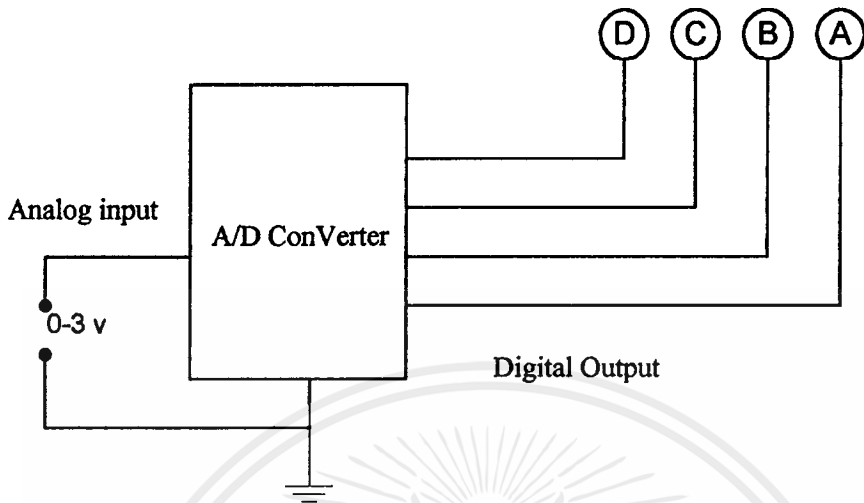 D C B A
Analog input
A/D ConVerter
0-3 v
Digital Output